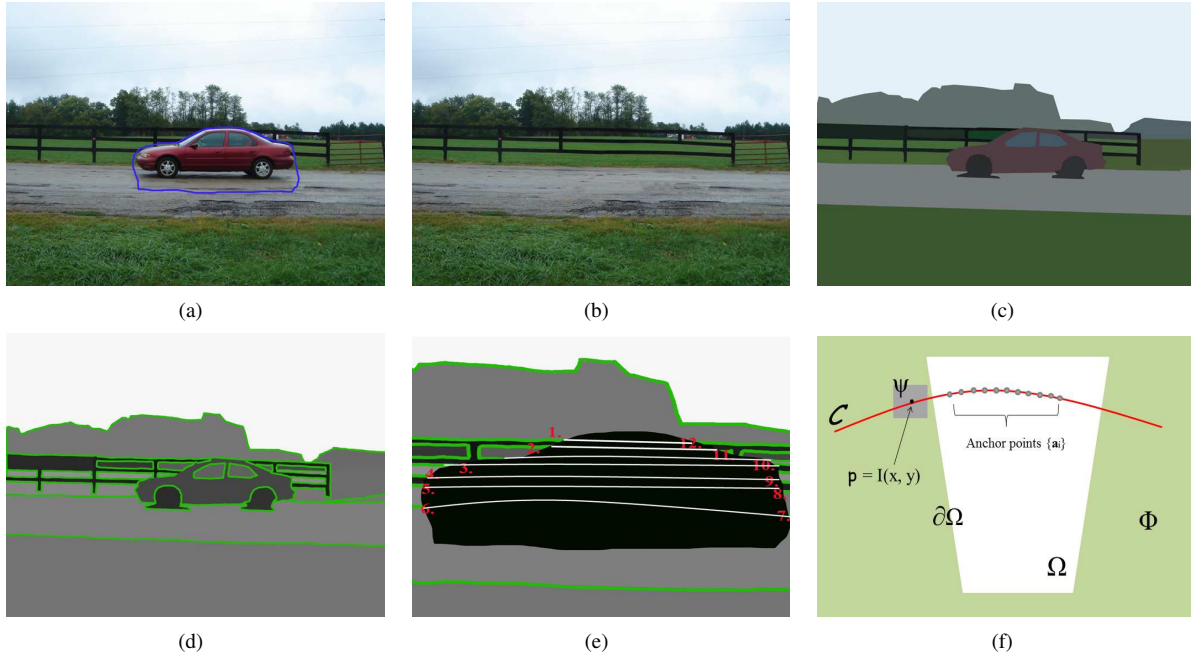 (a)
(b)
(c)
1.
2.
3.
4.
5.
6.
12.
11.
10.
9.
8.
7.
Ψ
C
Anchor points {aᵢ}
p = I(x, y)
∂Ω
Φ
Ω
(d)
(e)
(f)